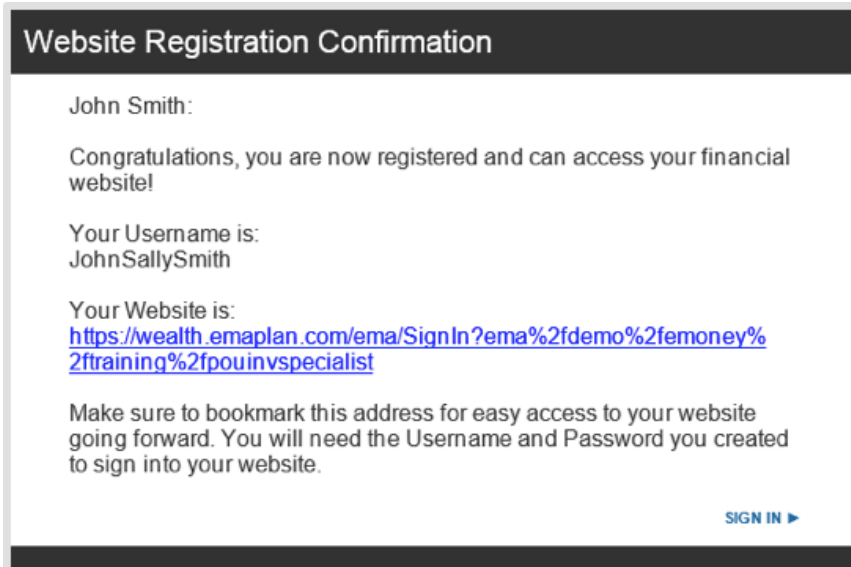 Website Registration Confirmation
John Smith:
Congratulations, you are now registered and can access your financial
website!
Your Username is:
JohnSallySmith
Your Website is:
https://wealth.emaplan.com/ema/SignIn?ema%2fdemo%2femoney%
2ftraining%2fpouinvspecialist
Make sure to bookmark this address for easy access to your website
going forward. You will need the Username and Password you created
to sign into your website.
SIGN IN ►